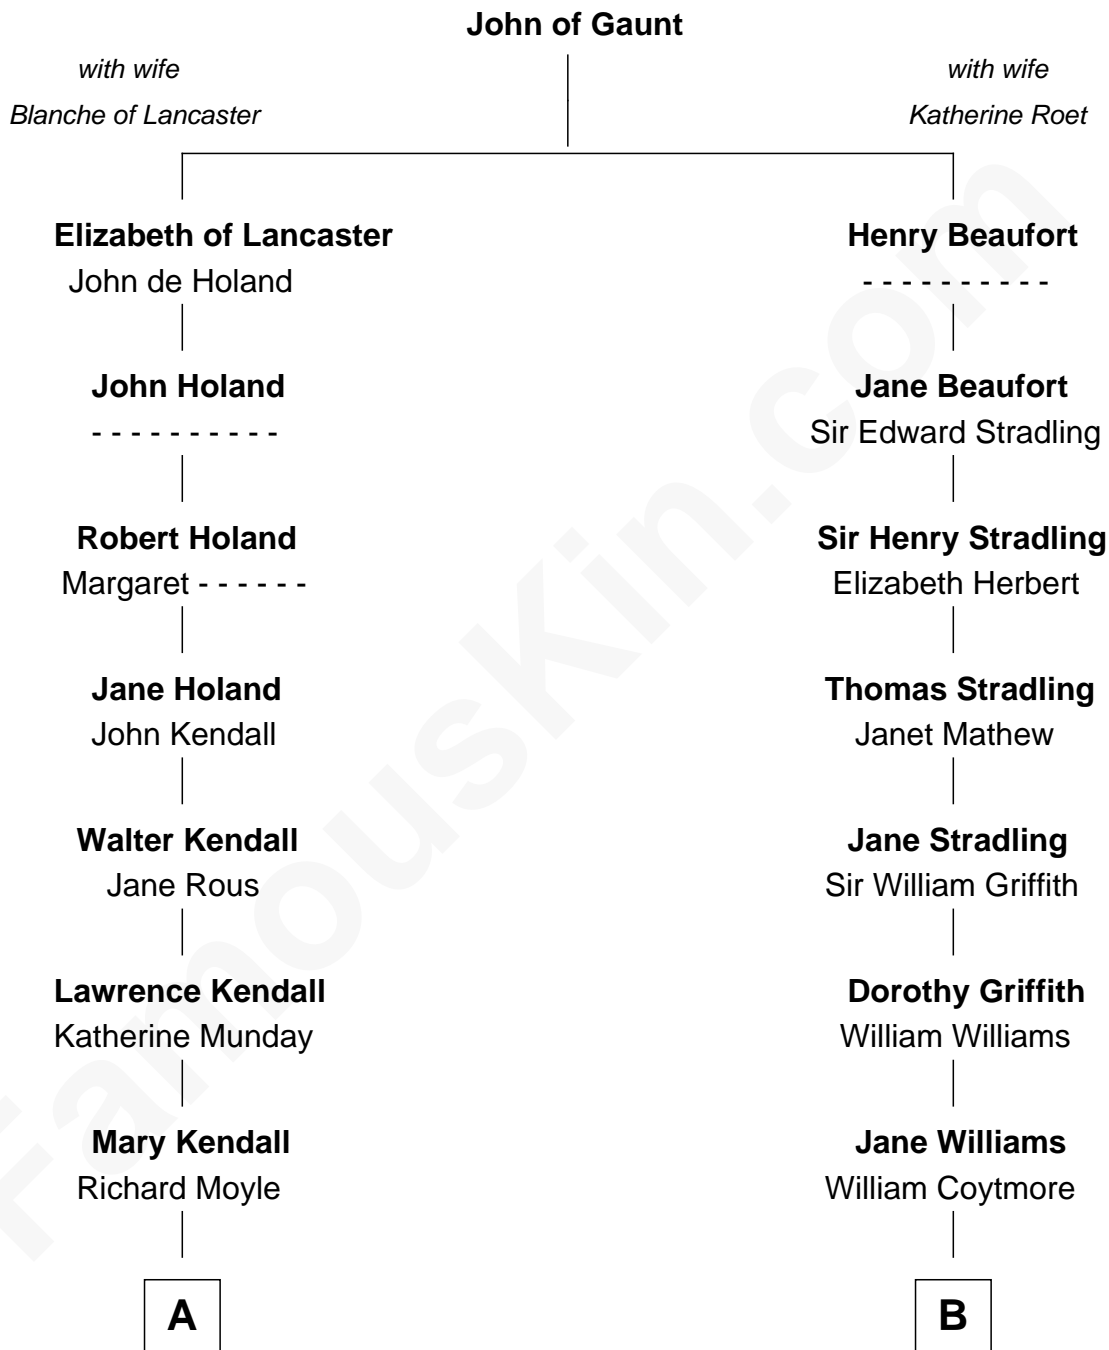 John of Gaunt
with wife
Blanche of Lancaster
with wife
Katherine Roet
Elizabeth of Lancaster
John de Holand
Henry Beaufort
- - - - - - - - - -
John Holand
- - - - - - - - - -
Jane Beaufort
Sir Edward Stradling
Robert Holand
Margaret - - - - - -
Sir Henry Stradling
Elizabeth Herbert
Jane Holand
John Kendall
Thomas Stradling
Janet Mathew
Walter Kendall
Jane Rous
Jane Stradling
Sir William Griffith
Lawrence Kendall
Katherine Munday
Dorothy Griffith
William Williams
Mary Kendall
Richard Moyle
Jane Williams
William Coytmore
A
B
FamousKin.com